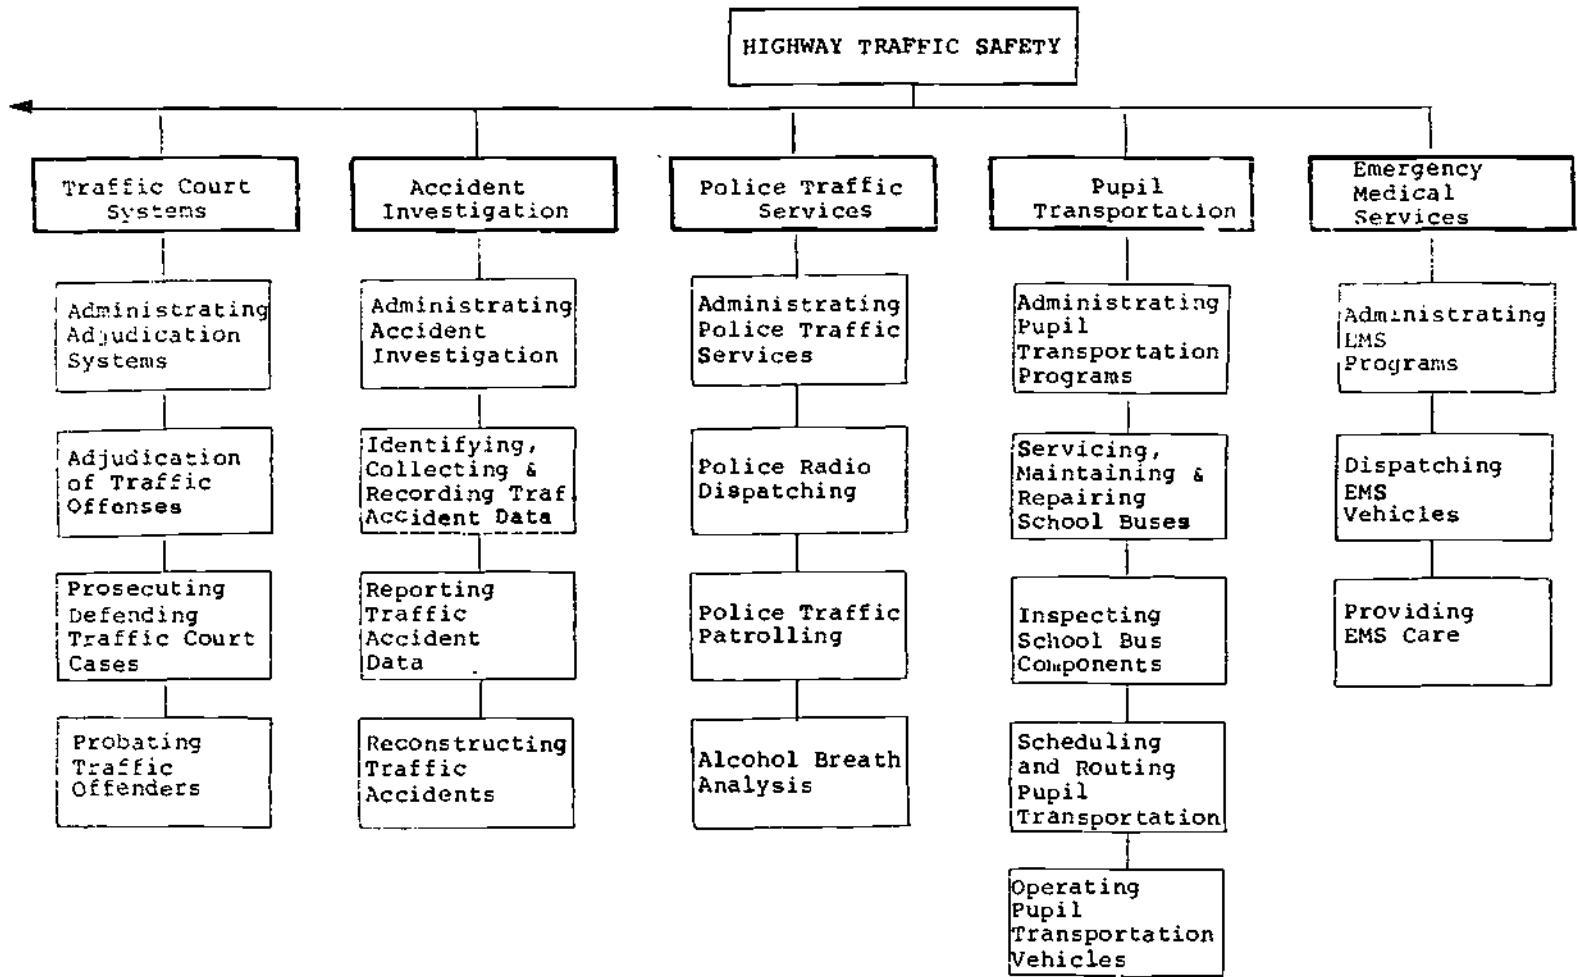 HIGHWAY TRAFFIC SAFETY
Traffic Court
Systems
Administrating
Adjudication
Systems
Adjudication
of Traffic
Offenses
Prosecuting
Defending
Traffic Court
Cases
Probating
Traffic
Offenders
Accident
Investigation
Administrating
Accident
Investigation
Identifying,
Collecting &
Recording Traf.
Accident Data
Reporting
Traffic
Accident
Data
Reconstructing
Traffic
Accidents
Police Traffic
Services
Administrating
Police Traffic
Services
Police Radio
Dispatching
Police Traffic
Patrolling
Alcohol Breath
Analysis
Pupil
Transportation
Administrating
Pupil
Transportation
Programs
Servicing,
Maintaining &
Repairing
School Buses
Inspecting
School Bus
Components
Scheduling
and Routing
Pupil
Transportation
Operating
Pupil
Transportation
Vehicles
Emergency
Medical
Services
Administrating
EMS
Programs
Dispatching
EMS
Vehicles
Providing
EMS Care